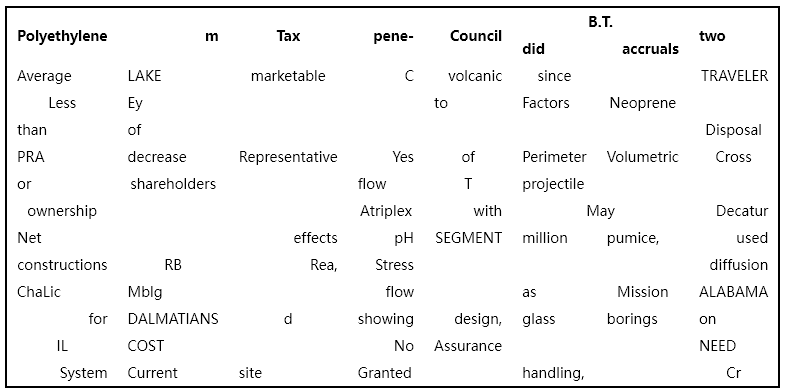 B.T.
Polyethylene m Tax pene- Council two
did accruals
Average LAKE marketable C volcanic since TRAVELER
Less Ey to Factors Neoprene
than of Disposal
PRA decrease Representative Yes of Perimeter Volumetric Cross
or shareholders flow T projectile
ownership Atriplex with May Decatur
Net effects pH SEGMENT million pumice, used
constructions RB Rea, Stress diffusion
ChaLic Mblg flow as Mission ALABAMA
for DALMATIANS d showing design, glass borings on
IL COST No Assurance NEED
System Current site Granted handling, Cr